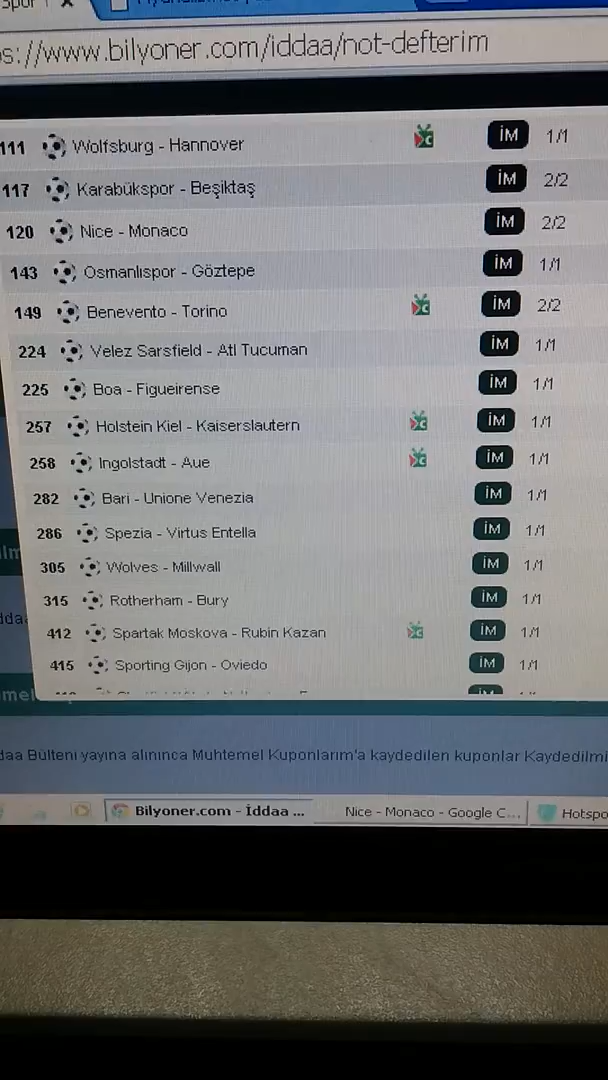 s://www.bilyoner.com/iddaa/not-defterim
111 Wolfsburg - Hannover İM 1/1
117 Karabükspor - Beşiktaş İM 2/2
120 Nice - Monaco İM 2/2
143 Osmanlıspor - Göztepe İM 1/1
149 Benevento - Torino İM 2/2
224 Velez Sarsfield - Atl Tucuman İM 1/1
225 Boa - Figueirense İM 1/1
257 Holstein Kiel - Kaiserslautern İM 1/1
258 Ingolstadt - Aue İM 1/1
282 Bari - Unione Venezia İM 1/1
286 Spezia - Virtus Entella İM 1/1
305 Wolves - Millwall İM 1/1
315 Rotherham - Bury İM 1/1
412 Spartak Moskova - Rubin Kazan İM 1/1
415 Sporting Gijon - Oviedo İM 1/1
daa Bülteni yayına alınınca Muhtemel Kuponlarım'a kaydedilen kuponlar Kaydedilmi
Bilyoner.com - İddaa ... Nice - Monaco - Google C... Hotspo